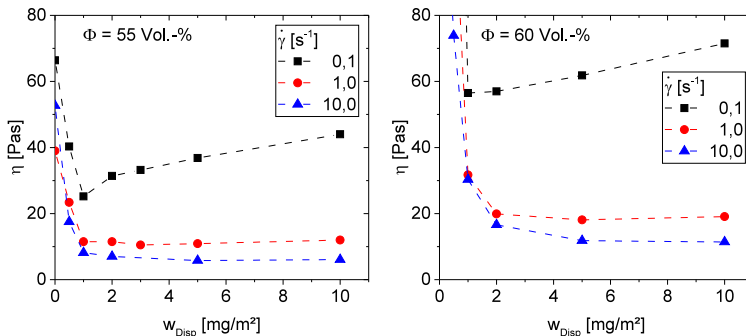 80
60
40
20
0
η [Pas]
Φ = 55 Vol.-%
γ̇ [s⁻¹]
0,1
1,0
10,0
0 2 4 6 8 10
w_Disp [mg/m²]
80
60
40
20
0
η [Pas]
Φ = 60 Vol.-%
γ̇ [s⁻¹]
0,1
1,0
10,0
0 2 4 6 8 10
w_Disp [mg/m²]